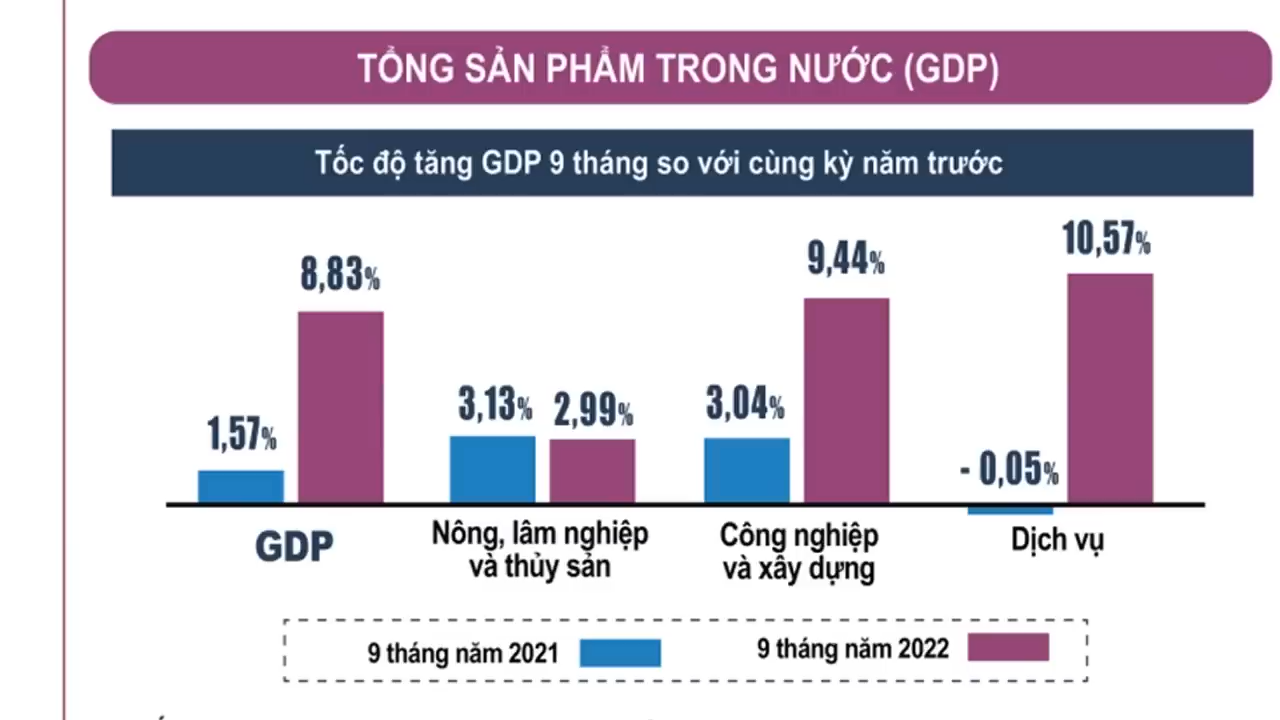 TỔNG SẢN PHẨM TRONG NƯỚC (GDP)
Tốc độ tăng GDP 9 tháng so với cùng kỳ năm trước
1,57%
8,83%
3,13%
2,99%
3,04%
9,44%
- 0,05%
10,57%
GDP
Nông, lâm nghiệp
và thủy sản
Công nghiệp
và xây dựng
Dịch vụ
9 tháng năm 2021
9 tháng năm 2022